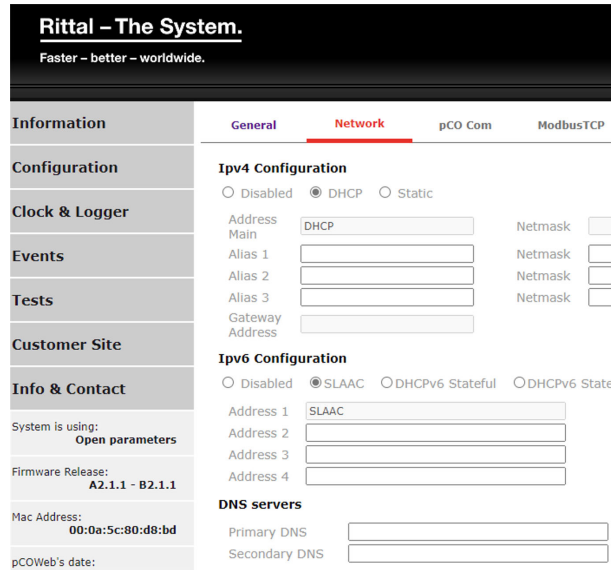 Rittal – The System.
Faster – better – worldwide.
Information
Configuration
Clock & Logger
Events
Tests
Customer Site
Info & Contact
System is using:
Open parameters
Firmware Release:
A2.1.1 - B2.1.1
Mac Address:
00:0a:5c:80:d8:bd
pCOWeb's date:
General Network pCO Com ModbusTCP
Ipv4 Configuration
Disabled DHCP Static
Address Main DHCP Netmask
Alias 1 Netmask
Alias 2 Netmask
Alias 3 Netmask
Gateway Address
Ipv6 Configuration
Disabled SLAAC DHCPv6 Stateful DHCPv6 State
Address 1 SLAAC
Address 2
Address 3
Address 4
DNS servers
Primary DNS
Secondary DNS